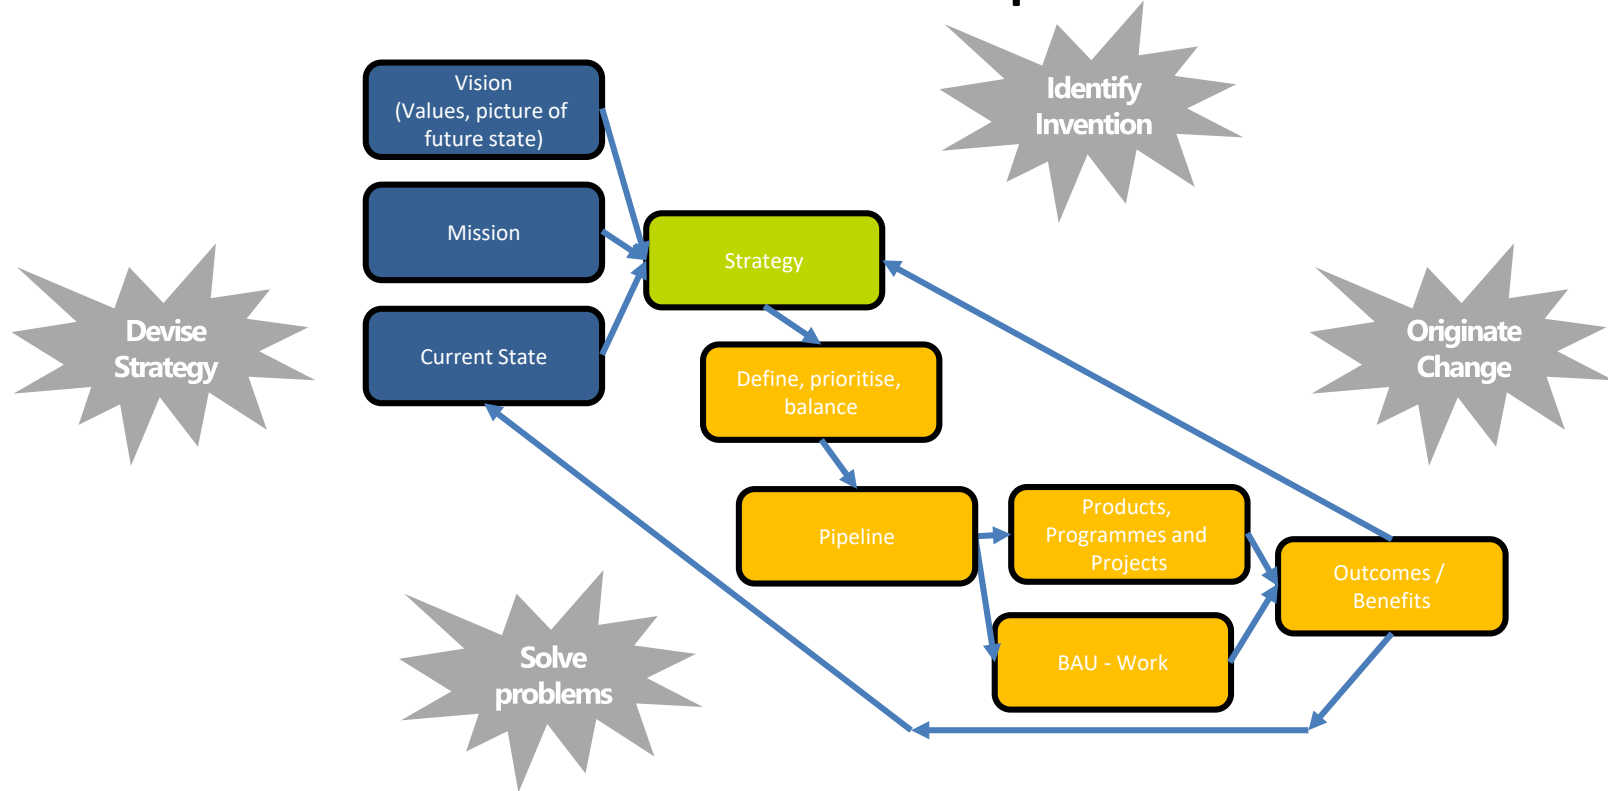 Vision
(Values, picture of
future state)
Identify
Invention
Mission
Strategy
Devise
Strategy
Current State
Originate
Change
Define, prioritise,
balance
Pipeline
Products,
Programmes and
Projects
Outcomes /
Benefits
BAU - Work
Solve
problems